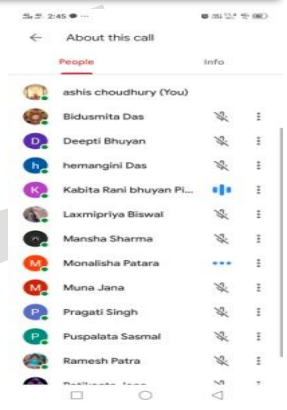 2:45
About this call
People Info
ashis choudhury (You)
Bidusmita Das
D Deepti Bhuyan
h hemangini Das
K Kabita Rani bhuyan Pi...
Laxmipriya Biswal
Mansha Sharma
M Monalisha Patara
M Muna Jana
P Pragati Singh
P Puspalata Sasmal
Ramesh Patra